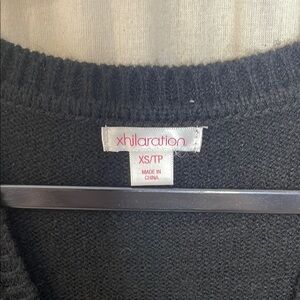 xhilaration
XS/TP
MADE IN
CHINA